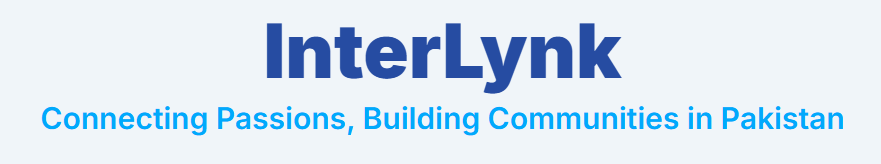 InterLynk
Connecting Passions, Building Communities in Pakistan